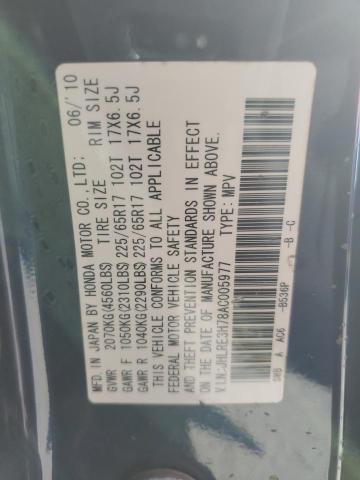 MFD. IN JAPAN BY HONDA MOTOR CO.,LTD: 06/'10
TIRE SIZE RIM SIZE
GVWR 2070KG(4560LBS)
GAWR F 1050KG(2310LBS) 225/65R17 102T 17X6.5J
GAWR R 1040KG(2290LBS) 225/65R17 102T 17X6.5J
THIS VEHICLE CONFORMS TO ALL APPLICABLE
FEDERAL MOTOR VEHICLE SAFETY
AND THEFT PREVENTION STANDARDS IN EFFECT
ON THE DATE OF MANUFACTURE SHOWN ABOVE.
V.I.N:JHLRE3H78AC005977 TYPE: MPV
A AC6 -B536P -B -C